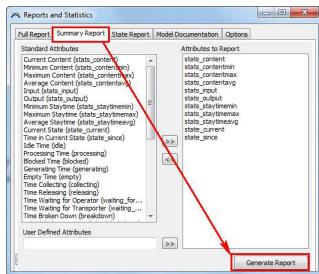 Reports and Statistics
Full Report Summary Report State Report Model Documentation Options
Standard Attributes
Current Content (stats_content)
Minimum Content (stats_contentmin)
Maximum Content (stats_contentmax)
Average Content (stats_contentavg)
Input (stats_input)
Output (stats_output)
Minimum Staytime (stats_staytimemin)
Maximum Staytime (stats_staytimemax)
Average Staytime (stats_staytimeavg)
Current State (state_current)
Time in Current State (state_since)
Idle Time (idle)
Processing Time (processing)
Blocked Time (blocked)
Generating Time (generating)
Empty Time (empty)
Time Collecting (collecting)
Time Releasing (releasing)
Time Waiting for Operator (waiting_for...
Time Waiting for Transporter (waiting_...
Time Broken Down (breakdown)
>>
<<
Attributes to Report
stats_content
stats_contentmin
stats_contentmax
stats_contentavg
stats_input
stats_output
stats_staytimemin
stats_staytimemax
stats_staytimeavg
state_current
state_since
User Defined Attributes
>>
Generate Report